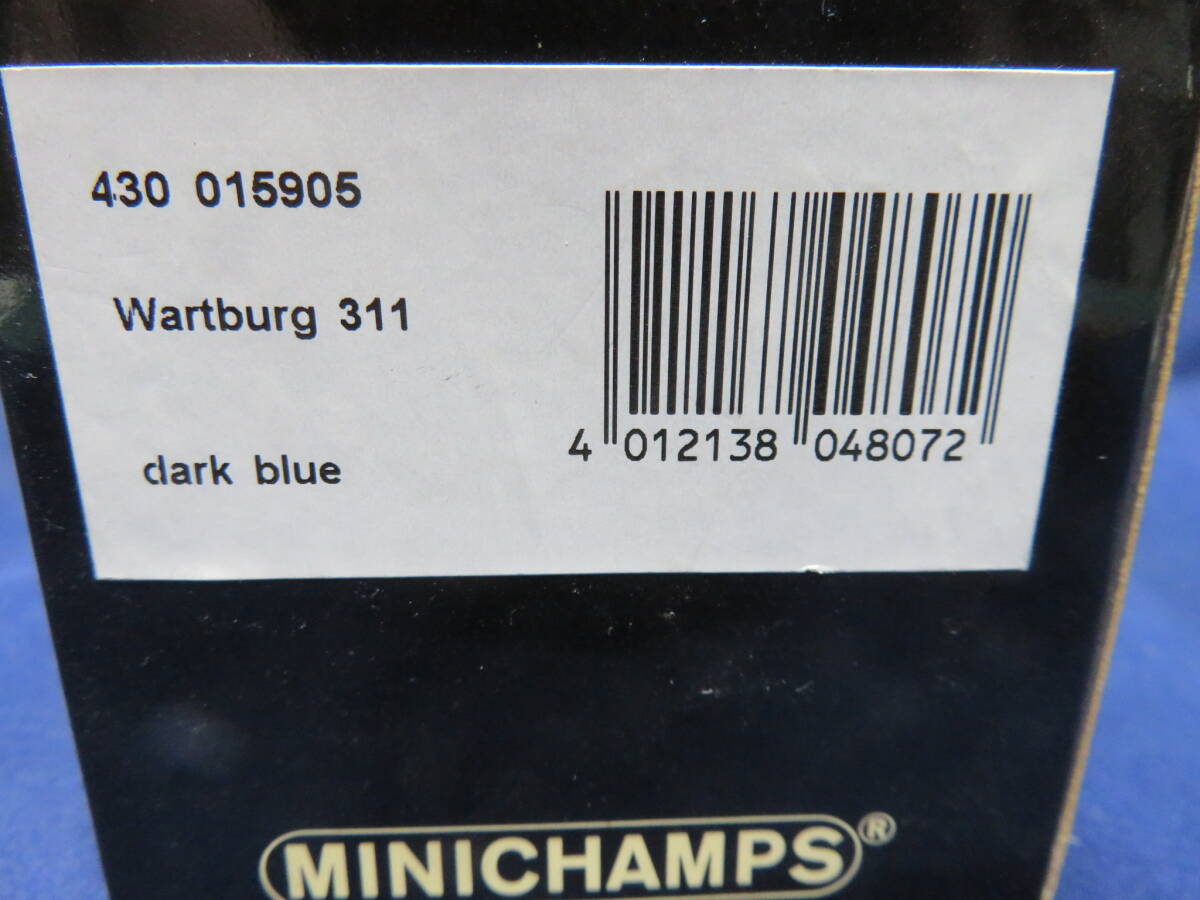 430 015905
Wartburg 311
dark blue
4 012138 048072
MINICHAMPS®